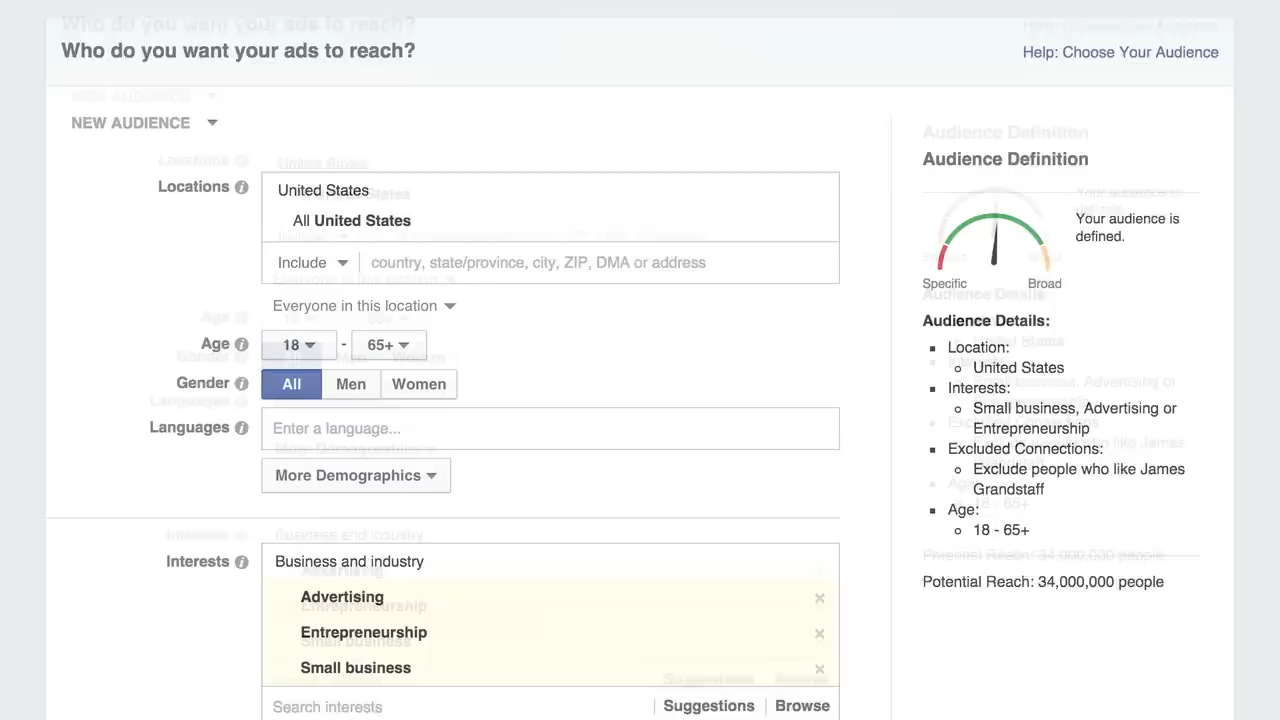 Who do you want your ads to reach?
Help: Choose Your Audience
NEW AUDIENCE
Locations
United States
All United States
Include
country, state/province, city, ZIP, DMA or address
Everyone in this location
Age
18 - 65+
Gender
All Men Women
Languages
Enter a language...
More Demographics
Interests
Business and industry
Advertising
Entrepreneurship
Small business
Search interests
Suggestions
Browse
Audience Definition
Your audience is
defined.
Specific
Broad
Audience Details:
Location:
United States
Interests:
Small business, Advertising or
Entrepreneurship
Excluded Connections:
Exclude people who like James
Grandstaff
Age:
18 - 65+
Potential Reach: 34,000,000 people